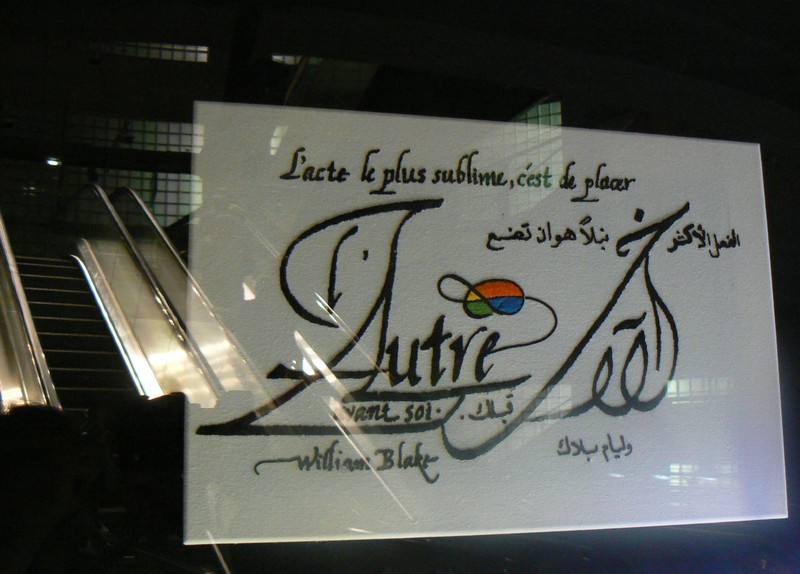 L'acte le plus sublime, c'est de placer
الفعل الأكثر نبلاً هو ان تضع
L'Autre
الآخر
avant soi.
قبلك.
William Blake
وليام بلاك